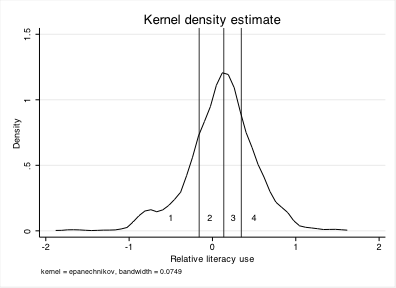 Kernel density estimate
1.5
1
.5
0
Density
1 2 3 4
-2 -1 0 1 2
Relative literacy use
kernel = epanechnikov, bandwidth = 0.0749